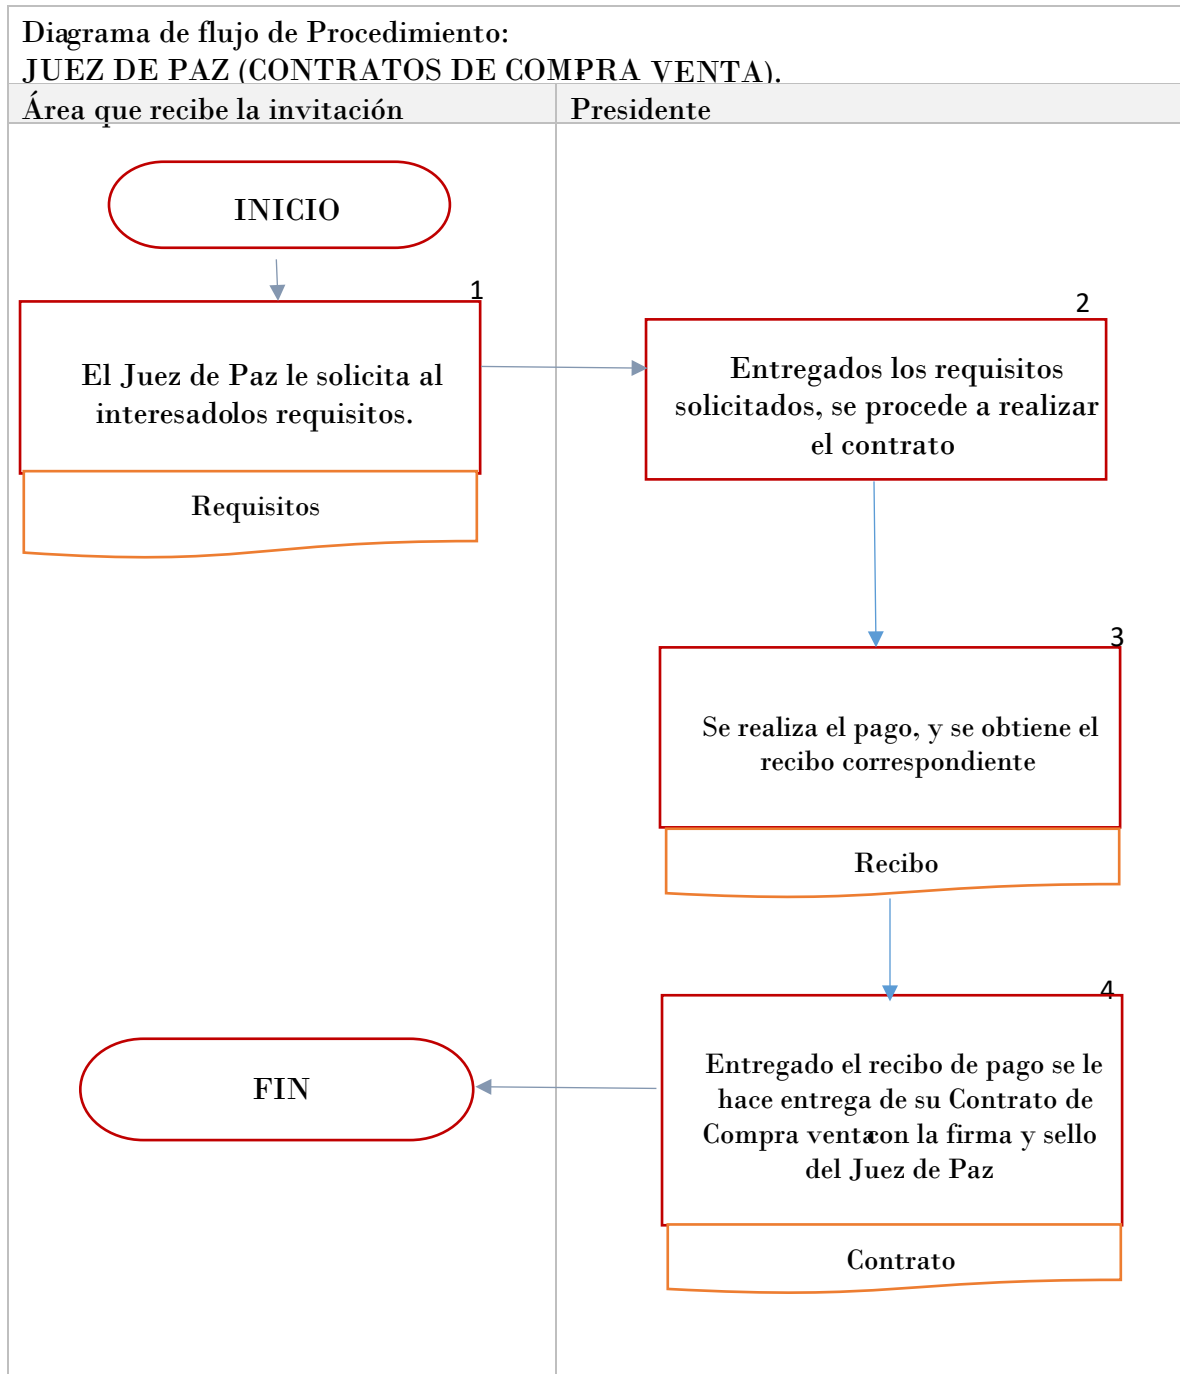 Diagrama de flujo de Procedimiento:
JUEZ DE PAZ (CONTRATOS DE COMPRA VENTA).
Área que recibe la invitación
Presidente
INICIO
1
El Juez de Paz le solicita al
interesadolos requisitos.
Requisitos
2
Entregados los requisitos
solicitados, se procede a realizar
el contrato
3
Se realiza el pago, y se obtiene el
recibo correspondiente
Recibo
4
Entregado el recibo de pago se le
hace entrega de su Contrato de
Compra ventacon la firma y sello
del Juez de Paz
Contrato
FIN